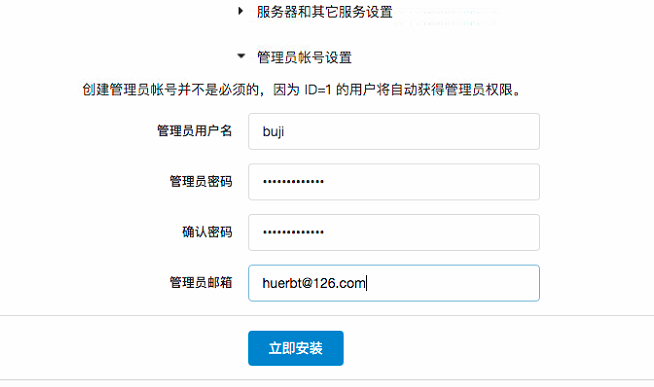 服务器和其它服务设置
管理员帐号设置
创建管理员帐号并不是必须的，因为 ID=1 的用户将自动获得管理员权限。
管理员用户名 buji
管理员密码 •••••••••••••
确认密码 •••••••••••••
管理员邮箱 huerbt@126.com
立即安装